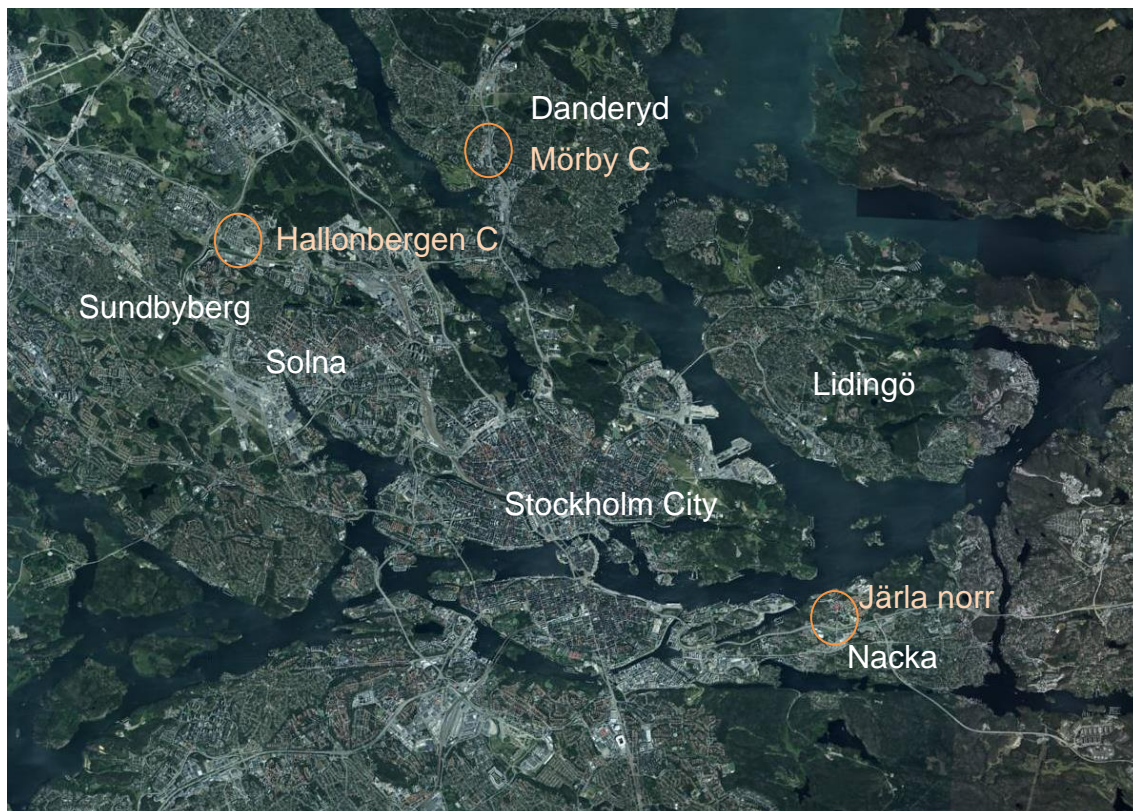 Danderyd
Mörby C
Hallonbergen C
Sundbyberg
Solna
Lidingö
Stockholm City
Järla norr
Nacka